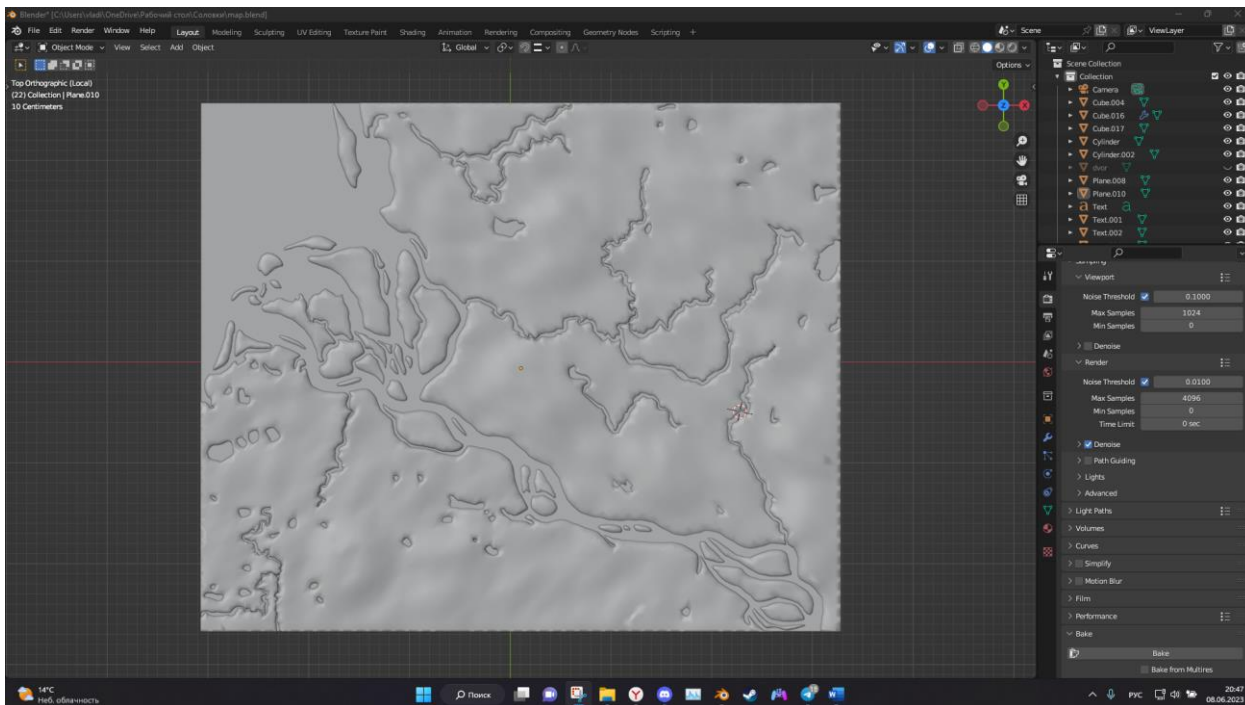 Blender* [C:\Users\vladi\OneDrive\Рабочий стол\Солсехи\map.blend]
File Edit Render Window Help Layout Modeling Sculpting UV Editing Texture Paint Shading Animation Rendering Compositing Geometry Nodes Scripting + Scene ViewLayer
Object Mode View Select Add Object Global
Options
Top Orthographic (Local)
(22) Collection | Plane.010
10 Centimeters
Y
Z
X
Scene Collection
Collection
Camera
Cube.004
Cube.016
Cube.017
Cylinder
Cylinder.002
dvor
Plane.008
Plane.010
Text
Text.001
Text.002
Viewport
Noise Threshold 0.1000
Max Samples 1024
Min Samples 0
Denoise
Render
Noise Threshold 0.0100
Max Samples 4096
Min Samples 0
Time Limit 0 sec
Denoise
Path Guiding
Lights
Advanced
Light Paths
Volumes
Curves
Simplify
Motion Blur
Film
Performance
Bake
Bake
Bake from Multires
14°C
Неб. облачность
Поиск
РУС
20:47
08.06.2023